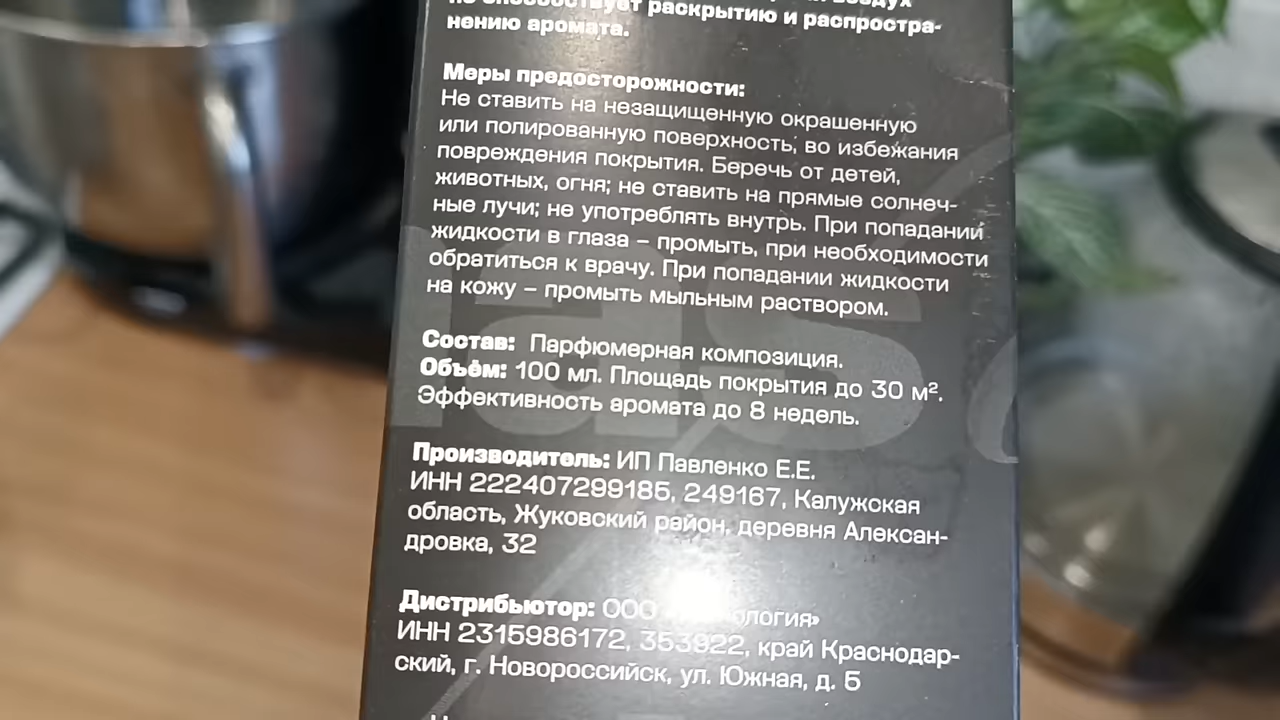 раскрытию и распростра-
нению аромата.
Меры предосторожности:
Не ставить на незащищенную окрашенную
или полированную поверхность; во избежания
повреждения покрытия. Беречь от детей,
животных, огня; не ставить на прямые солнеч-
ные лучи; не употреблять внутрь. При попадании
жидкости в глаза – промыть, при необходимости
обратиться к врачу. При попадании жидкости
на кожу – промыть мыльным раствором.
Состав: Парфюмерная композиция.
Объём: 100 мл. Площадь покрытия до 30 м².
Эффективность аромата до 8 недель.
Производитель: ИП Павленко Е.Е.
ИНН 222407299185, 249167, Калужская
область, Жуковский район, деревня Алексан-
дровка, 32
Дистрибьютор: ООО
ИНН 2315986172, 353922, край Краснодар-
ский, г. Новороссийск, ул. Южная, д. 5